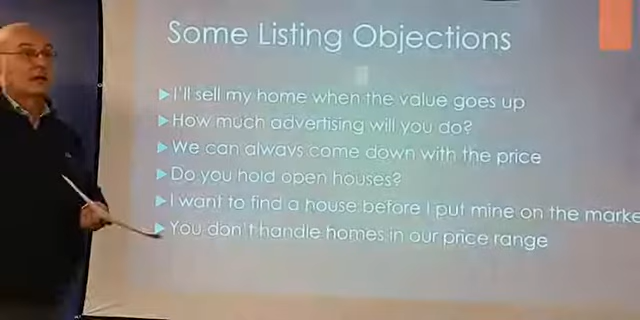 Some Listing Objections
I'll sell my home when the value goes up
How much advertising will you do?
We can always come down with the price
Do you hold open houses?
I want to find a house before I put mine on the marke
You don't handle homes in our price range